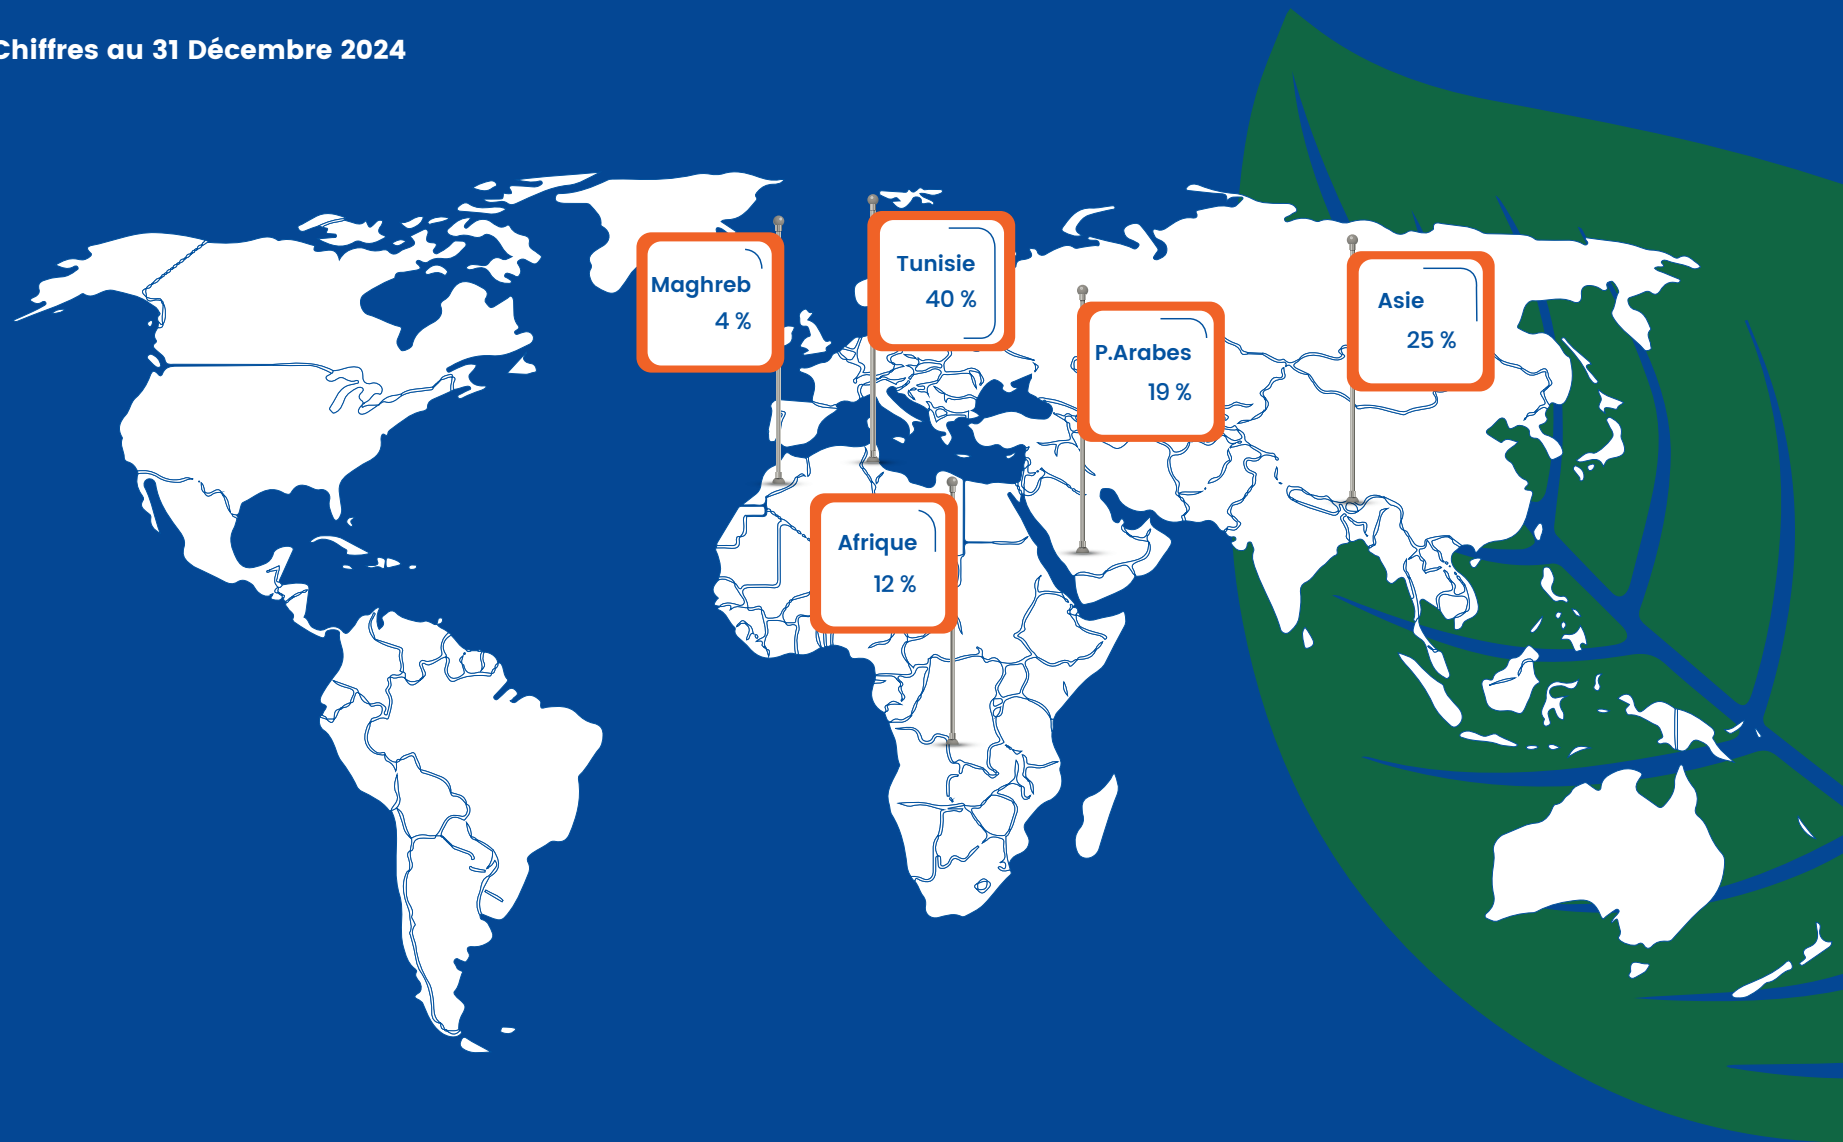 Chiffres au 31 Décembre 2024
Maghreb
4 %
Tunisie
40 %
P.Arabes
19 %
Asie
25 %
Afrique
12 %